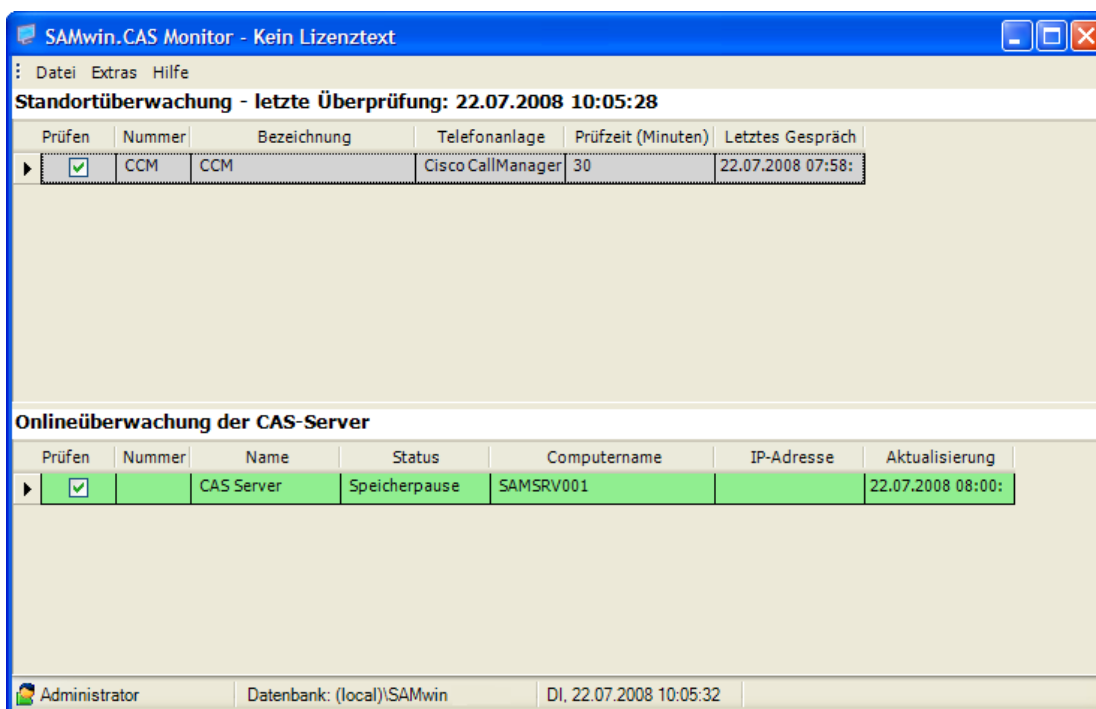 SAMwin.CAS Monitor - Kein Lizenztext
Datei Extras Hilfe
Standortüberwachung - letzte Überprüfung: 22.07.2008 10:05:28
Prüfen Nummer Bezeichnung Telefonanlage Prüfzeit (Minuten) Letztes Gespräch
CCM CCM Cisco CallManager 30 22.07.2008 07:58:
Onlineüberwachung der CAS-Server
Prüfen Nummer Name Status Computername IP-Adresse Aktualisierung
CAS Server Speicherpause SAMSRV001 22.07.2008 08:00:
Administrator Datenbank: (local)\SAMwin DI, 22.07.2008 10:05:32